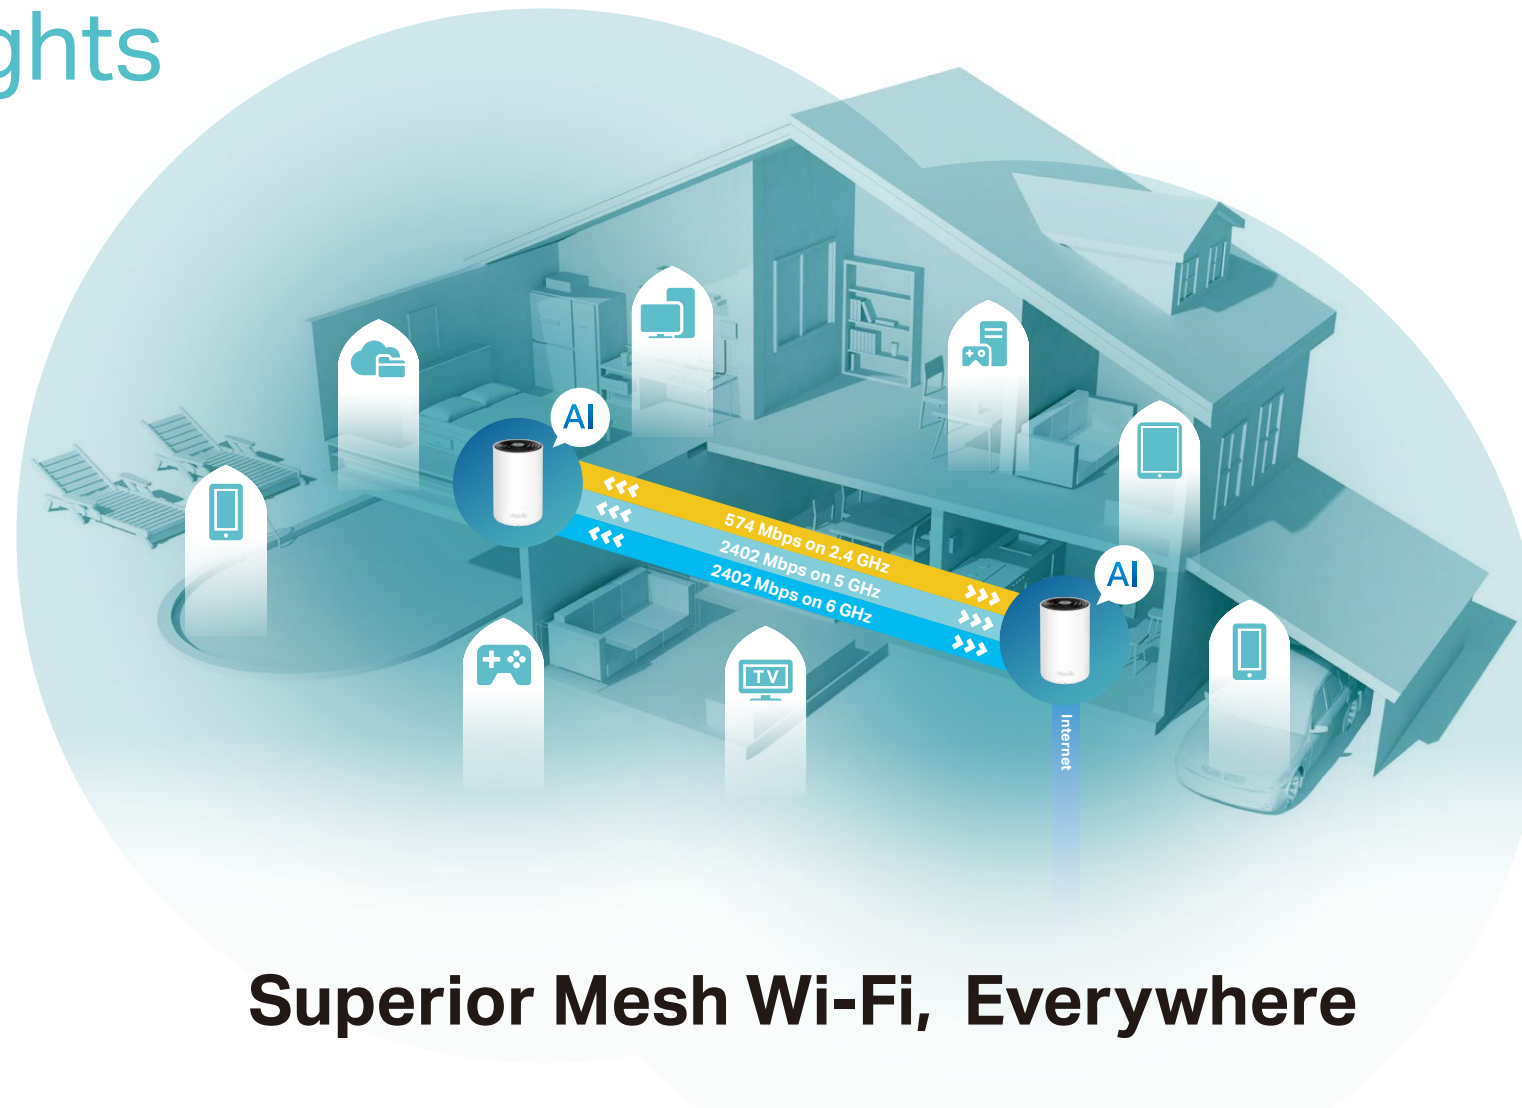 ghts
AI
574 Mbps on 2.4 GHz
2402 Mbps on 5 GHz
2402 Mbps on 6 GHz
AI
TV
Internet
Superior Mesh Wi-Fi, Everywhere